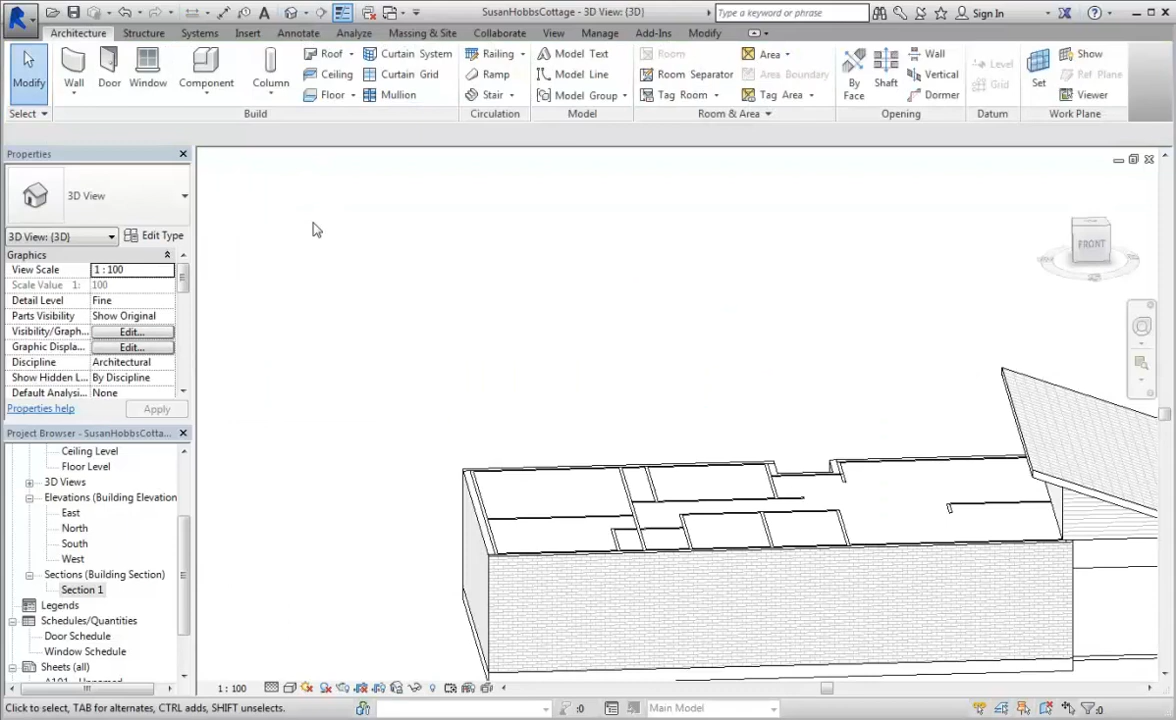 SusanHobbsCottage - 3D View: {3D}
Type a keyword or phrase
Sign In
Architecture Structure Systems Insert Annotate Analyze Massing & Site Collaborate View Manage Add-Ins Modify
Modify
Wall
Door
Window
Component
Column
Roof
Ceiling
Floor
Curtain System
Curtain Grid
Mullion
Railing
Ramp
Stair
Model Text
Model Line
Model Group
Room
Room Separator
Tag Room
Area
Area Boundary
Tag Area
By Face
Shaft
Wall
Vertical
Dormer
Level
Grid
Set
Show
Ref Plane
Viewer
Select
Build
Circulation
Model
Room & Area
Opening
Datum
Work Plane
Properties
3D View
3D View: {3D}
Edit Type
Graphics
View Scale 1 : 100
Scale Value 1: 100
Detail Level Fine
Parts Visibility Show Original
Visibility/Graph... Edit...
Graphic Displa... Edit...
Discipline Architectural
Show Hidden L... By Discipline
Default Analysi... None
Properties help
Apply
Project Browser - SusanHobbsCotta...
Ceiling Level
Floor Level
3D Views
Elevations (Building Elevation
East
North
South
West
Sections (Building Section)
Section 1
Legends
Schedules/Quantities
Door Schedule
Window Schedule
Sheets (all)
FRONT
1 : 100
Click to select, TAB for alternates, CTRL adds, SHIFT unselects.
:0
Main Model
:0